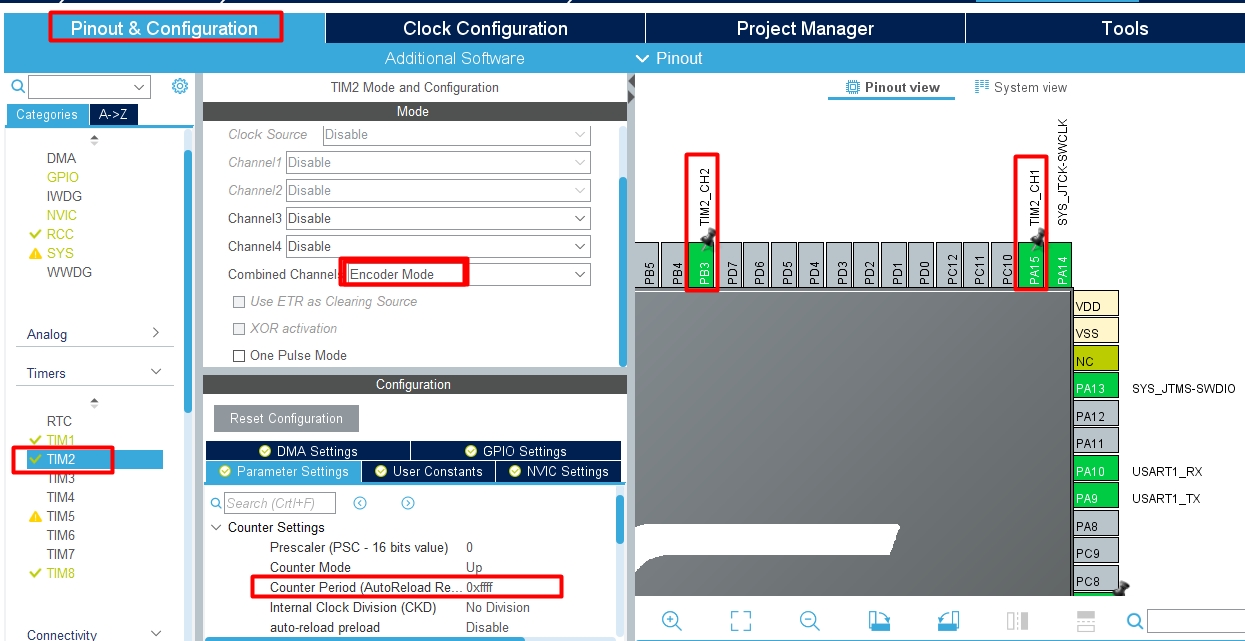 Pinout & Configuration
Clock Configuration
Project Manager
Tools
Additional Software
Pinout
Categories
A->Z
DMA
GPIO
IWDG
NVIC
RCC
SYS
WWDG
Analog
Timers
RTC
TIM1
TIM2
TIM3
TIM4
TIM5
TIM6
TIM7
TIM8
Connectivity
TIM2 Mode and Configuration
Mode
Clock Source Disable
Channel1 Disable
Channel2 Disable
Channel3 Disable
Channel4 Disable
Combined Channels Encoder Mode
Use ETR as Clearing Source
XOR activation
One Pulse Mode
Configuration
Reset Configuration
DMA Settings
GPIO Settings
Parameter Settings
User Constants
NVIC Settings
Search (Crtl+F)
Counter Settings
Prescaler (PSC - 16 bits value) 0
Counter Mode Up
Counter Period (AutoReload Re... 0xffff
Internal Clock Division (CKD) No Division
auto-reload preload Disable
Pinout view
System view
TIM2_CH2
TIM2_CH1
SYS_JTCK-SWCLK
PB5
PB4
PB3
PD7
PD6
PD5
PD4
PD3
PD2
PD1
PD0
PC12
PC11
PC10
PA15
PA14
VDD
VSS
NC
PA13 SYS_JTMS-SWDIO
PA12
PA11
PA10 USART1_RX
PA9 USART1_TX
PA8
PC9
PC8